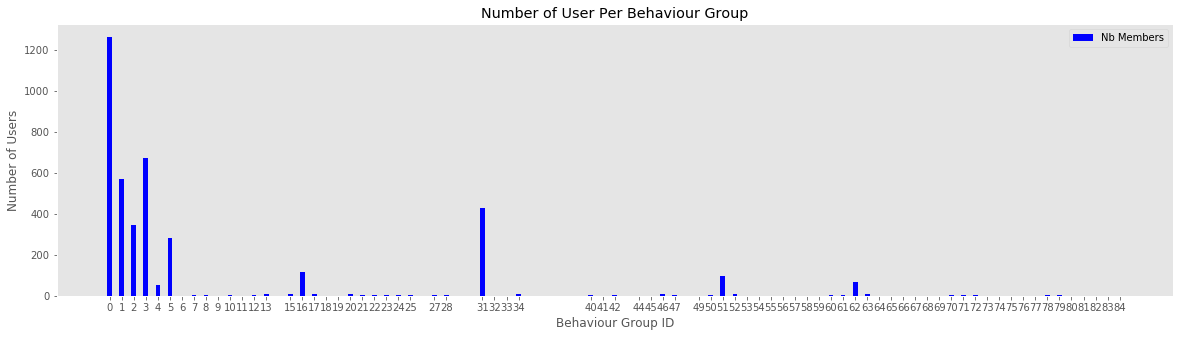 Number of User Per Behaviour Group
Nb Members
1200
1000
800
600
400
200
0
Number of Users
0 1 2 3 4 5 6 7 8 9 10 11 12 13 15 16 17 18 19 20 21 22 23 24 25 27 28 31 32 33 34 40 41 42 44 45 46 47 49 50 51 52 53 54 55 56 57 58 59 60 61 62 63 64 65 66 67 68 69 70 71 72 73 74 75 76 77 78 79 80 81 82 83 84
Behaviour Group ID